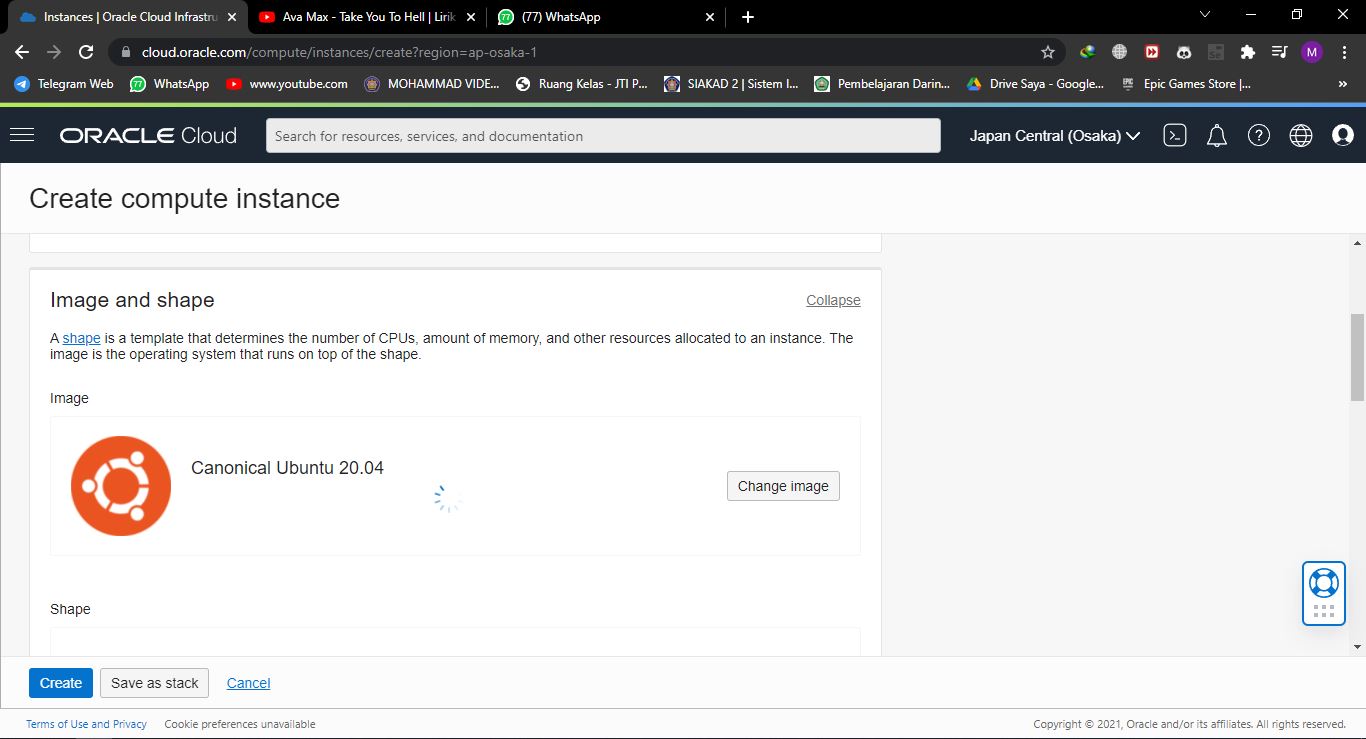 Instances | Oracle Cloud Infrastru
Ava Max - Take You To Hell | Lirik
77 (77) WhatsApp
cloud.oracle.com/compute/instances/create?region=ap-osaka-1
M
Telegram Web 77 WhatsApp www.youtube.com MOHAMMAD VIDE... Ruang Kelas - JTI P... SIAKAD 2 | Sistem I... Pembelajaran Darin... Drive Saya - Google... Epic Games Store |... »
ORACLE Cloud
Search for resources, services, and documentation
Japan Central (Osaka)
Create compute instance
Image and shape
Collapse
A shape is a template that determines the number of CPUs, amount of memory, and other resources allocated to an instance. The
image is the operating system that runs on top of the shape.
Image
Canonical Ubuntu 20.04
Change image
Shape
Create Save as stack Cancel
Terms of Use and Privacy Cookie preferences unavailable
Copyright © 2021, Oracle and/or its affiliates. All rights reserved.